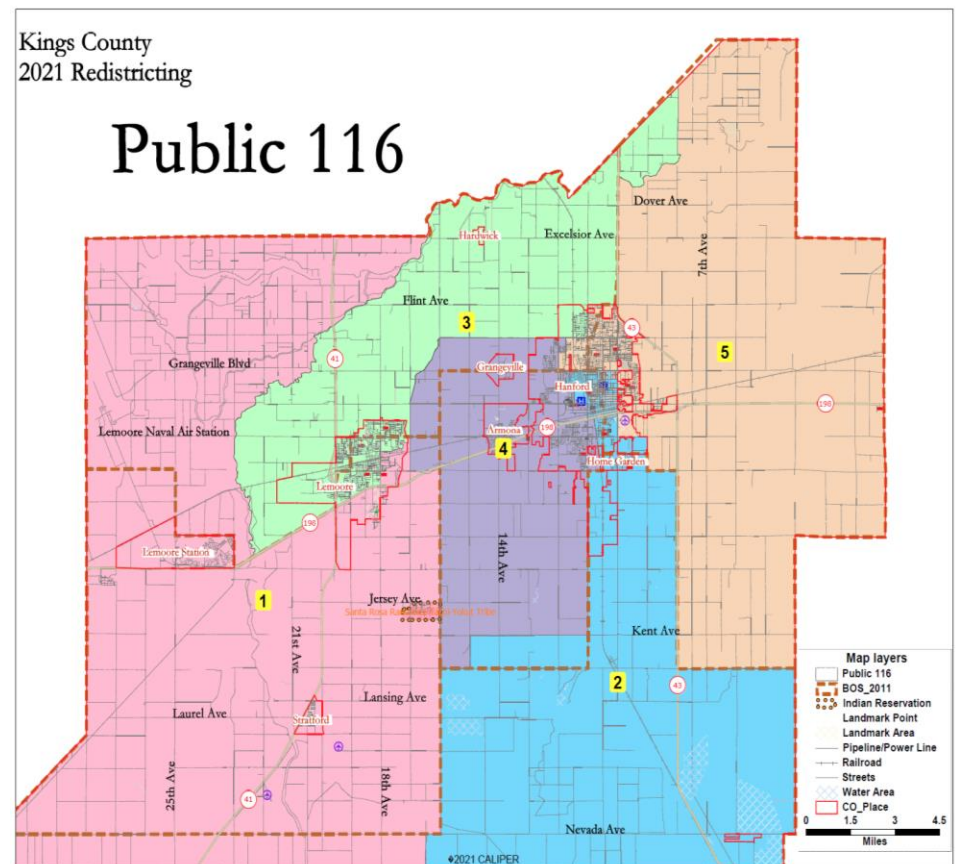 Kings County
2021 Redistricting
Public 116
Dover Ave
Hardwick
Excelsior Ave
7th Ave
Flint Ave
3
43
5
41
Grangeville Blvd
Grangeville
Hanford
198
Lemoore Naval Air Station
Armona
198
4
Home Garden
Lemoore
198
Lemoore Station
14th Ave
Jersey Ave
1
21st Ave
Kent Ave
2
43
Lansing Ave
Laurel Ave
Stratford
25th Ave
18th Ave
41
Nevada Ave
Map layers
Public 116
BOS_2011
Indian Reservation
Landmark Point
Landmark Area
Pipeline/Power Line
Railroad
Streets
Water Area
CO_Place
0 1.5 3 4.5
Miles
©2021 CALIPER